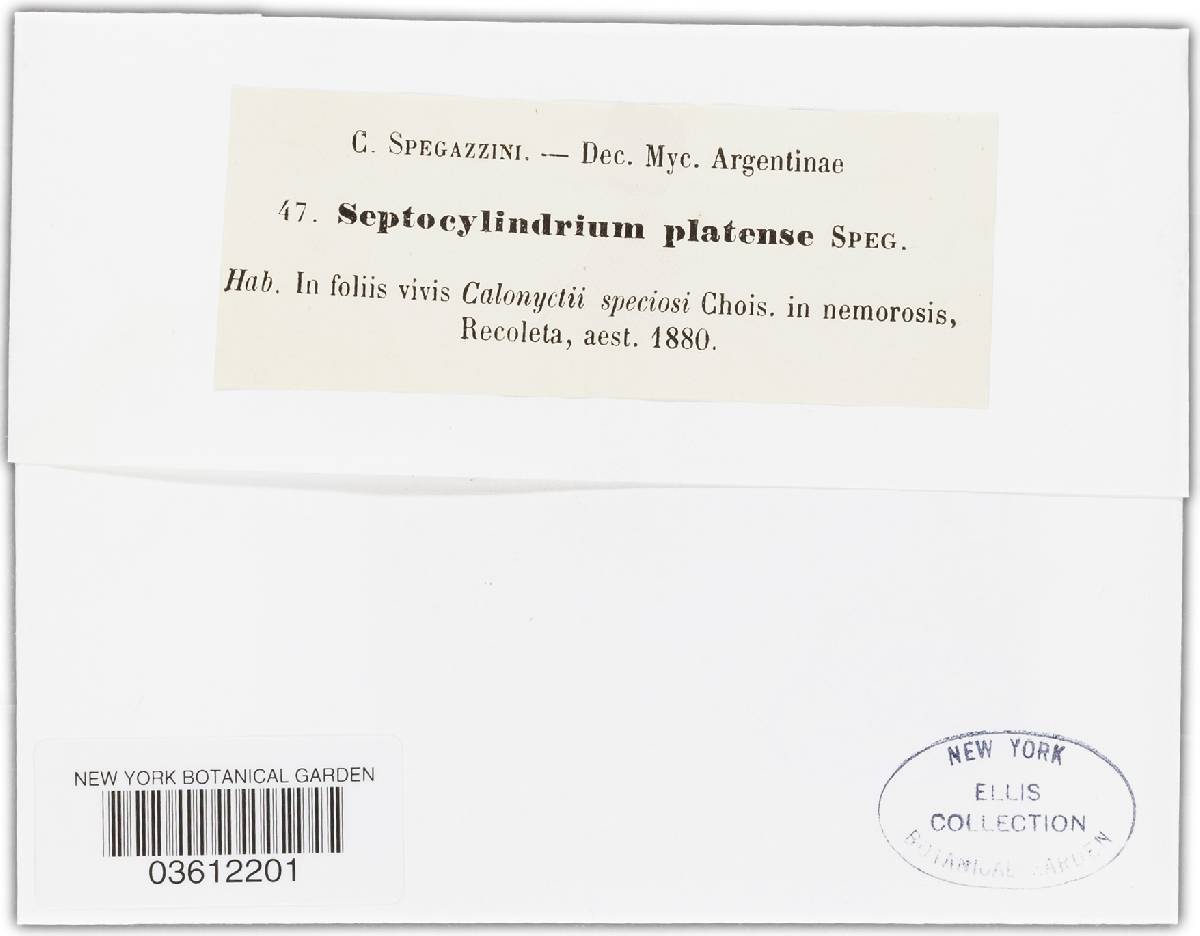 C. SPEGAZZINI. — Dec. Myc. Argentinae
47. Septocylindrium platense SPEG.
Hab. In foliis vivis Calonyctii speciosi Chois. in nemorosis,
Recoleta, aest. 1880.
NEW YORK BOTANICAL GARDEN
03612201
NEW YORK
ELLIS
COLLECTION
BOTANICAL GARDEN